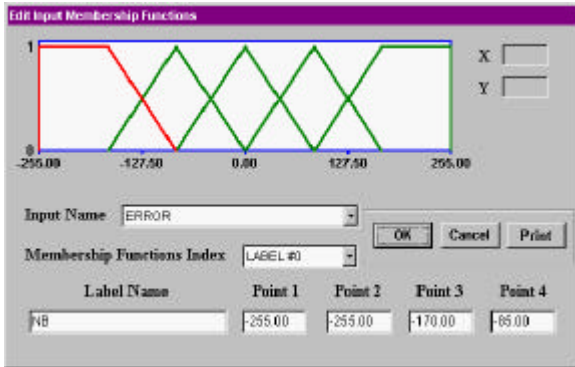 Edit Input Membership Functions
1
X
Y
0
-255.00 -127.50 0.00 127.50 255.00
Input Name ERROR
OK Cancel Print
Membership Functions Index LABEL #0
Label Name Point 1 Point 2 Point 3 Point 4
NB -255.00 -255.00 -170.00 -85.00